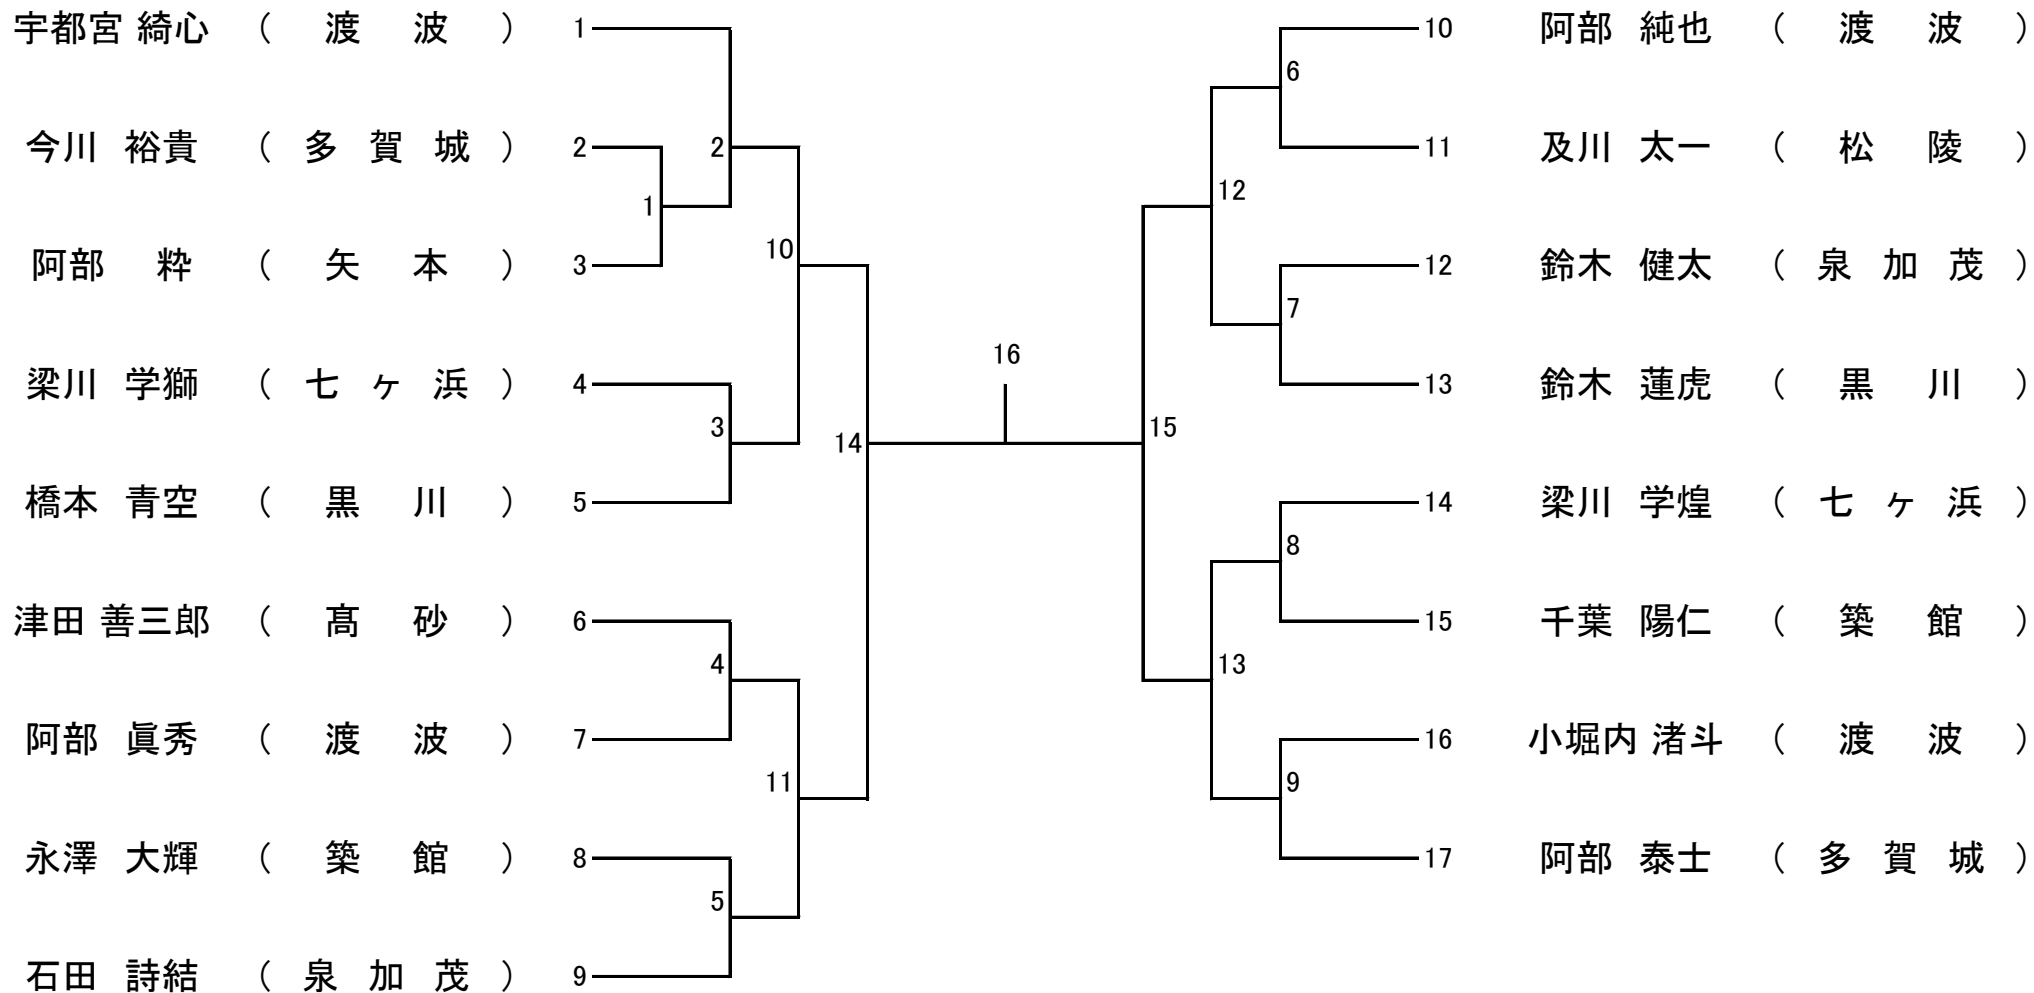 宇都宮 綺心 （ 渡 波 ） 1
今川 裕貴 （ 多 賀 城 ） 2
阿部 粋 （ 矢 本 ） 3
梁川 学獅 （ 七 ヶ 浜 ） 4
橋本 青空 （ 黒 川 ） 5
津田 善三郎 （ 髙 砂 ） 6
阿部 眞秀 （ 渡 波 ） 7
永澤 大輝 （ 築 館 ） 8
石田 詩結 （ 泉 加 茂 ） 9
1
2
3
4
5
10
11
14
16
15
12
13
6
7
8
9
10 阿部 純也 （ 渡 波 ）
11 及川 太一 （ 松 陵 ）
12 鈴木 健太 （ 泉 加 茂 ）
13 鈴木 蓮虎 （ 黒 川 ）
14 梁川 学煌 （ 七 ヶ 浜 ）
15 千葉 陽仁 （ 築 館 ）
16 小堀内 渚斗 （ 渡 波 ）
17 阿部 泰士 （ 多 賀 城 ）